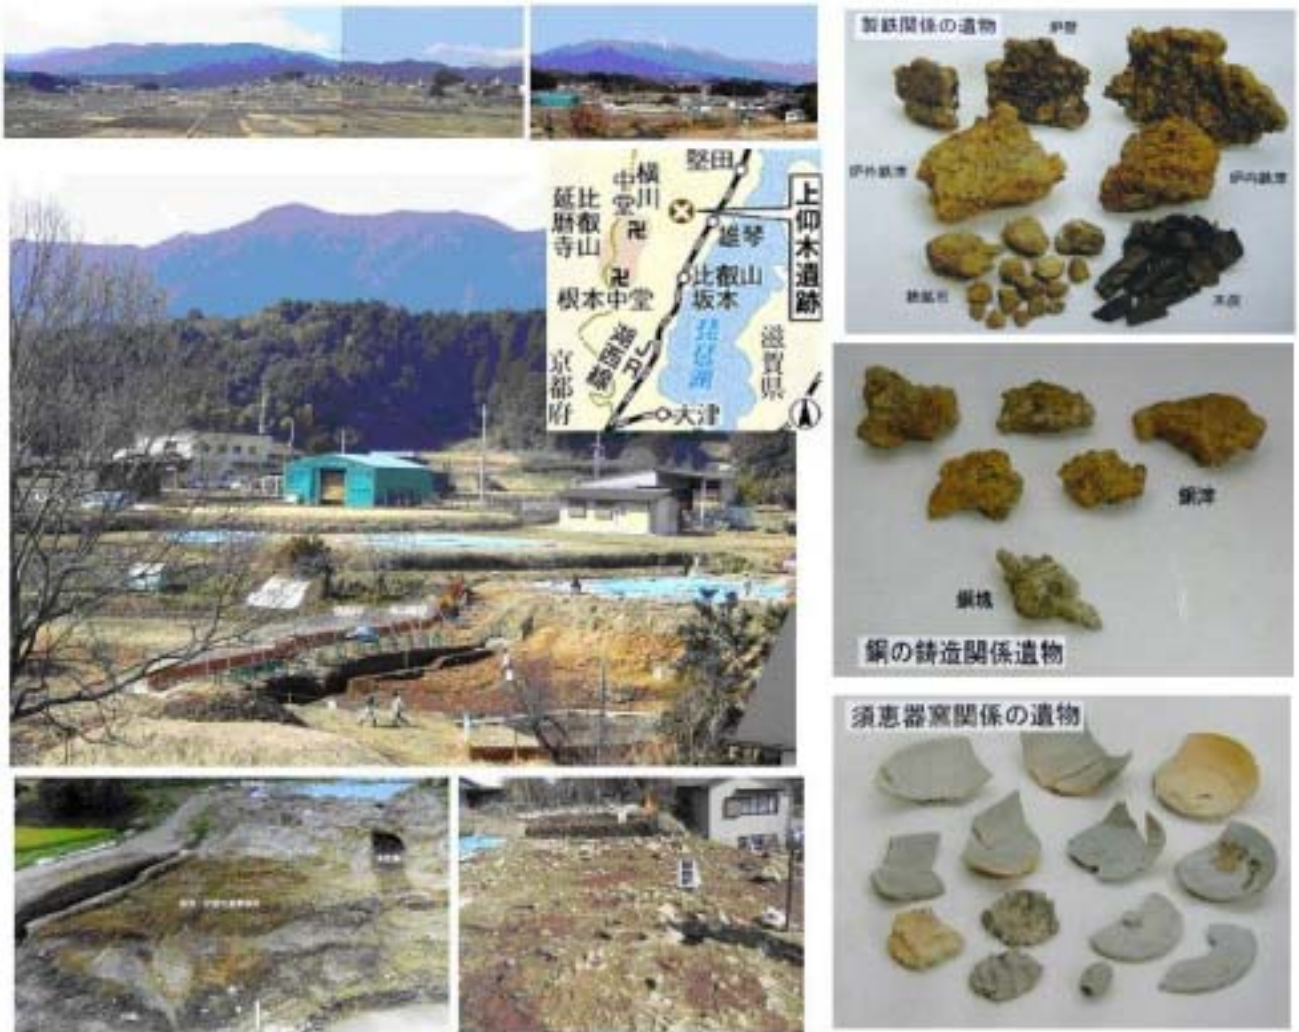 堅田
横川
中堂
比叡山
延暦寺
卍
上仰木遺跡
雄琴
卍
比叡山
坂本
根本中堂
琵琶湖
滋賀県
JR
湖西線
京都府
大津
製鉄関係の遺物
炉壁
炉外鉄滓
炉内鉄滓
鉄鉱石
木炭
銅滓
銅塊
銅の鋳造関係遺物
須恵器窯関係の遺物